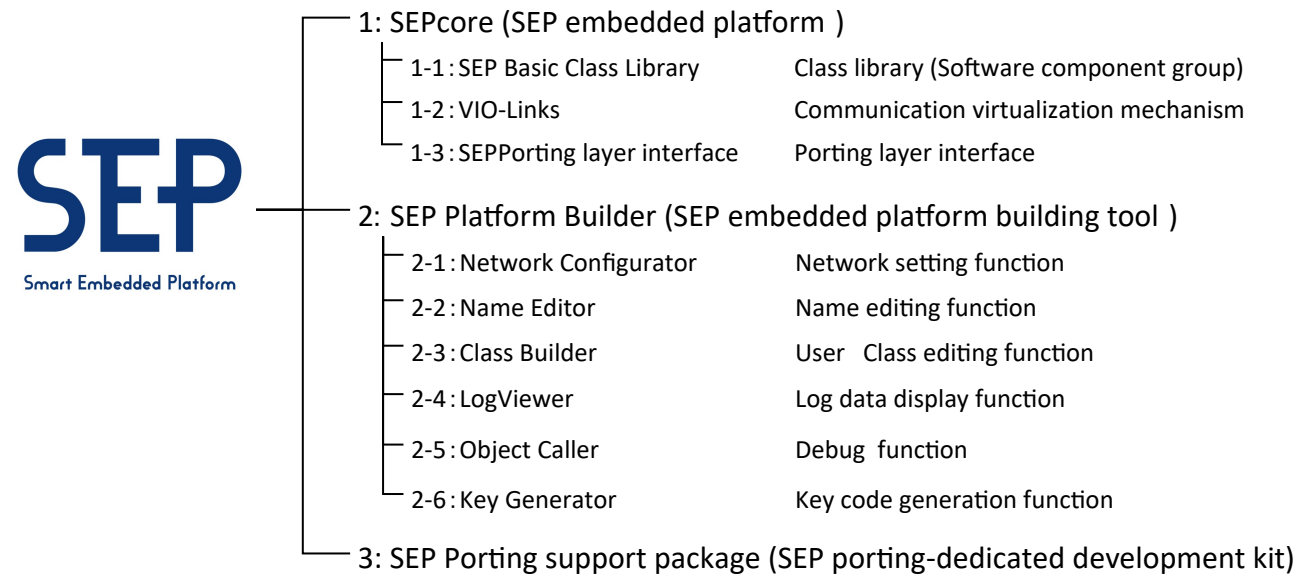 1: SEPcore (SEP embedded platform )
1-1: SEP Basic Class Library Class library (Software component group)
1-2: VIO-Links Communication virtualization mechanism
1-3: SEPPorting layer interface Porting layer interface
SEP
Smart Embedded Platform
2: SEP Platform Builder (SEP embedded platform building tool )
2-1: Network Configurator Network setting function
2-2: Name Editor Name editing function
2-3: Class Builder User Class editing function
2-4: LogViewer Log data display function
2-5: Object Caller Debug function
2-6: Key Generator Key code generation function
3: SEP Porting support package (SEP porting-dedicated development kit)